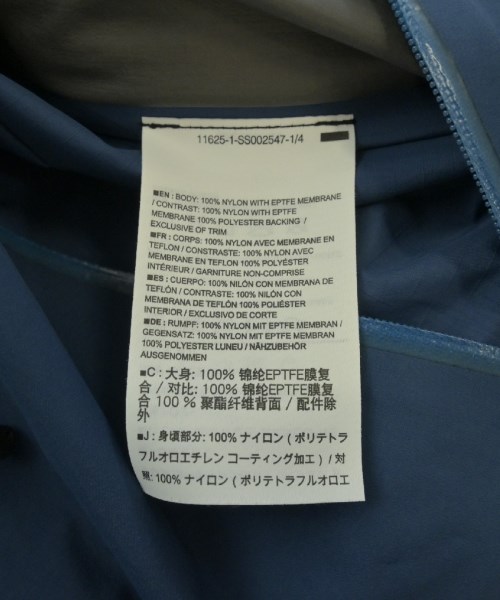 11625-1-SS002547-1/4
■EN: BODY: 100% NYLON WITH EPTFE MEMBRANE
/ CONTRAST: 100% NYLON WITH EPTFE
MEMBRANE 100% POLYESTER BACKING /
EXCLUSIVE OF TRIM
■FR: CORPS: 100% NYLON AVEC MEMBRANE EN
TEFLON / CONSTRASTE: 100% NYLON AVEC
MEMBRANE EN TEFLON 100% POLYESTER
INTÉRIEUR / GARNITURE NON-COMPRISE
■ES: CUERPO: 100% NILÓN CON MEMBRANA DE
TEFLÓN / CONTRASTE: 100% NILÓN CON
MEMBRANA DE TEFLÓN 100% POLIÉSTER
INTERIOR / EXCLUSIVO DE CORTE
■DE: RUMPF: 100% NYLON MIT EPTFE MEMBRAN /
GEGENSATZ: 100% NYLON MIT EPTFE MEMBRAN
100% POLYESTER LUNEU / NÄHZUBEHÖR
AUSGENOMMEN
■C: 大身: 100% 锦纶EPTFE膜复
合 / 对比: 100% 锦纶EPTFE膜复
合 100 % 聚酯纤维背面 / 配件除
外
■J: 身頃部分: 100% ナイロン ( ポリテトラ
フルオロエチレン コーティング加工 ) / 対
照: 100% ナイロン ( ポリテトラフルオロエ